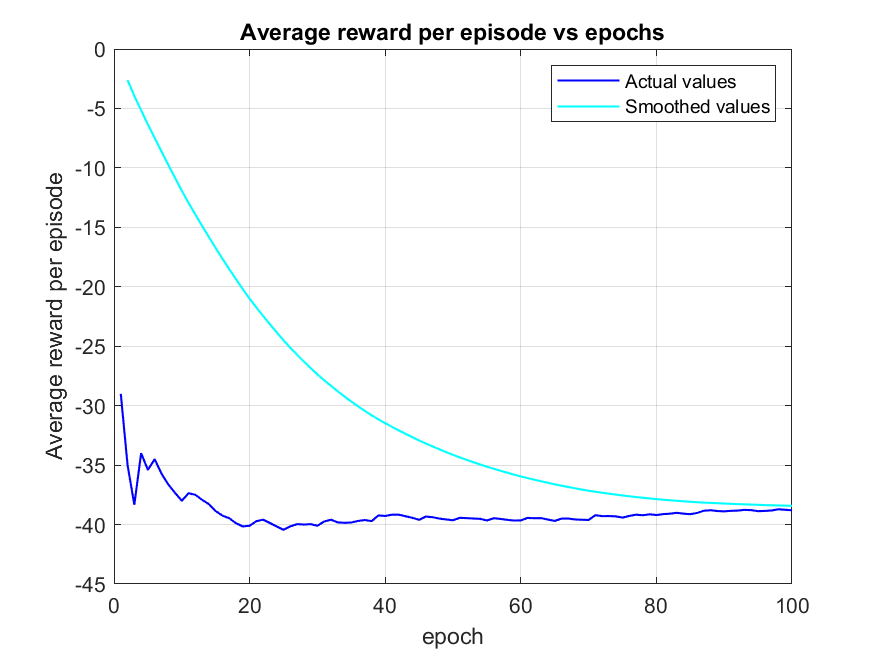 Average reward per episode vs epochs
Actual values
Smoothed values
Average reward per episode
0
-5
-10
-15
-20
-25
-30
-35
-40
-45
0 20 40 60 80 100
epoch